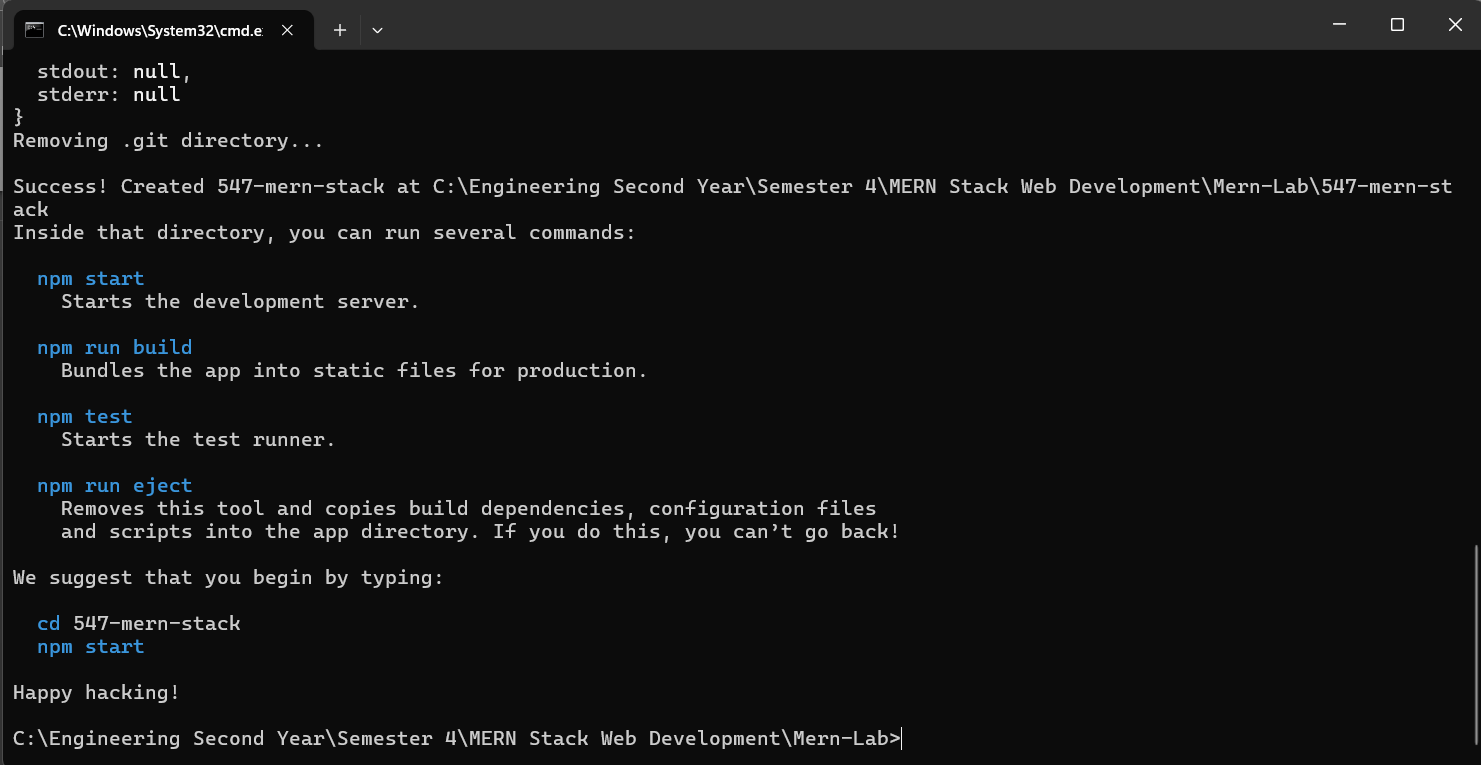 C:\Windows\System32\cmd.e
stdout: null,
stderr: null
}
Removing .git directory...
Success! Created 547-mern-stack at C:\Engineering Second Year\Semester 4\MERN Stack Web Development\Mern-Lab\547-mern-st
ack
Inside that directory, you can run several commands:
npm start
Starts the development server.
npm run build
Bundles the app into static files for production.
npm test
Starts the test runner.
npm run eject
Removes this tool and copies build dependencies, configuration files
and scripts into the app directory. If you do this, you can’t go back!
We suggest that you begin by typing:
cd 547-mern-stack
npm start
Happy hacking!
C:\Engineering Second Year\Semester 4\MERN Stack Web Development\Mern-Lab>